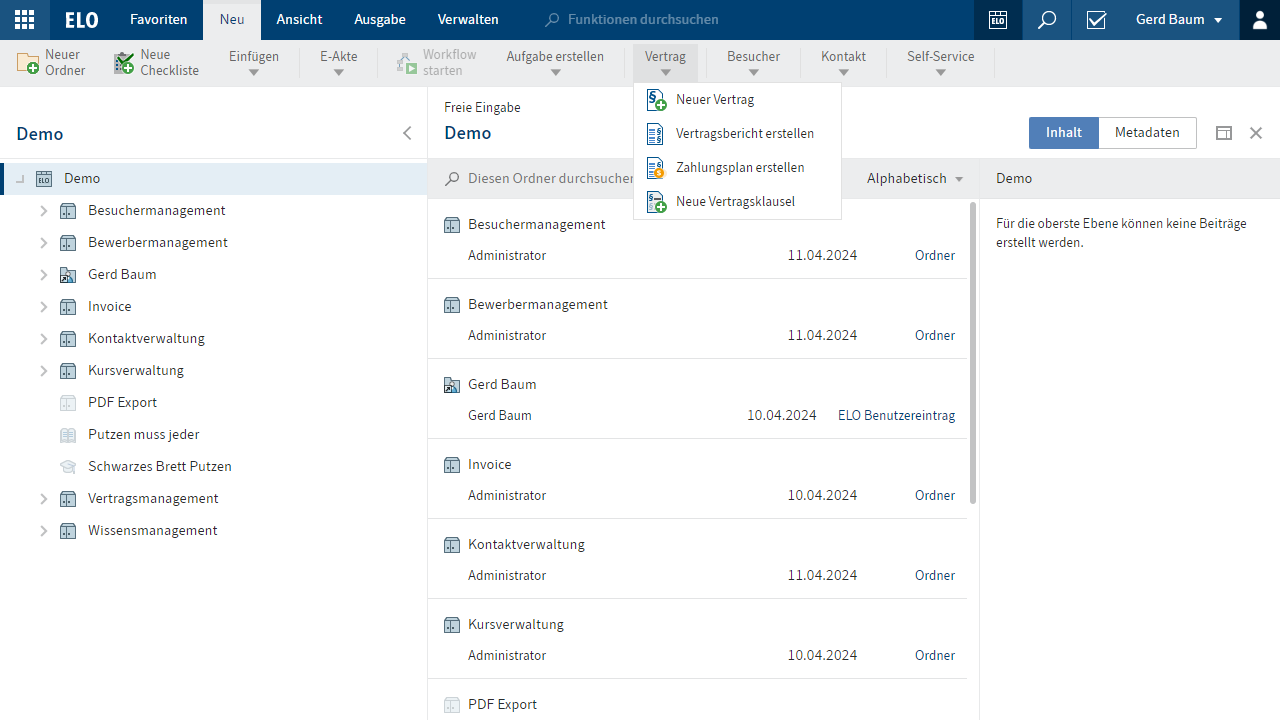 ELO Favoriten Neu Ansicht Ausgabe Verwalten Funktionen durchsuchen ELO Gerd Baum
Neuer Ordner
Neue Checkliste
Einfügen
E-Akte
Workflow starten
Aufgabe erstellen
Vertrag
Besucher
Kontakt
Self-Service
Neuer Vertrag
Vertragsbericht erstellen
Zahlungsplan erstellen
Neue Vertragsklausel
Demo
Demo
Besuchermanagement
Bewerbermanagement
Gerd Baum
Invoice
Kontaktverwaltung
Kursverwaltung
PDF Export
Putzen muss jeder
Schwarzes Brett Putzen
Vertragsmanagement
Wissensmanagement
Freie Eingabe
Demo
Inhalt Metadaten
Diesen Ordner durchsuchen Alphabetisch
Besuchermanagement
Administrator 11.04.2024 Ordner
Bewerbermanagement
Administrator 11.04.2024 Ordner
Gerd Baum
Gerd Baum 10.04.2024 ELO Benutzereintrag
Invoice
Administrator 10.04.2024 Ordner
Kontaktverwaltung
Administrator 11.04.2024 Ordner
Kursverwaltung
Administrator 10.04.2024 Ordner
PDF Export
Demo
Für die oberste Ebene können keine Beiträge
erstellt werden.